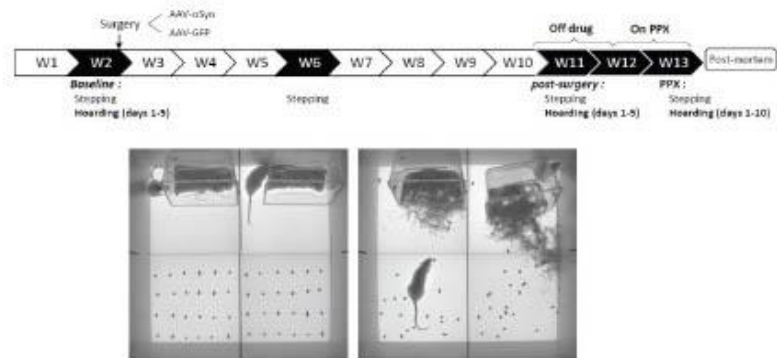 Surgery
AAV-αSyn
AAV-GFP
Off drug
On PPX
W1 W2 W3 W4 W5 W6 W7 W8 W9 W10 W11 W12 W13 Post-mortem
Baseline :
Stepping
Hoarding (days 1-5)
Stepping
post-surgery :
Stepping
Hoarding (days 1-5)
PPX :
Stepping
Hoarding (days 1-10)